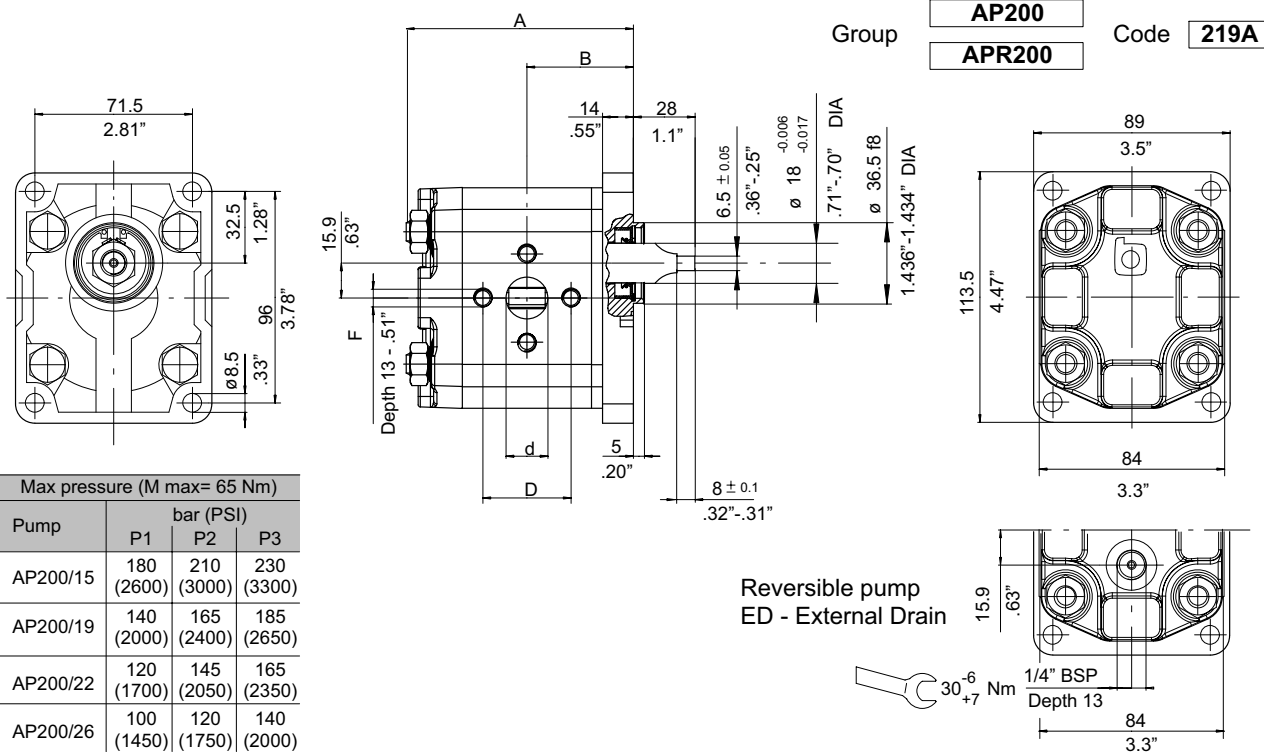 Group
AP200
APR200
Code 219A
71.5
2.81”
32.5
1.28”
96
3.78”
ø8.5
.33”
A
B
14
.55”
28
1.1”
15.9
.63”
F
Depth 13 - .51”
d
D
5
.20”
8 ± 0.1
.32”-.31”
6.5 ± 0.05
.36”-.25”
ø 18 -0.006 -0.017
.71”-.70” DIA
ø 36.5 f8
1.436”-1.434” DIA
89
3.5”
113.5
4.47”
84
3.3”
Max pressure (M max= 65 Nm)
Pump bar (PSI)
P1 P2 P3
AP200/15 180 210 230
(2600) (3000) (3300)
AP200/19 140 165 185
(2000) (2400) (2650)
AP200/22 120 145 165
(1700) (2050) (2350)
AP200/26 100 120 140
(1450) (1750) (2000)
Reversible pump
ED - External Drain
15.9
.63”
30 -6 +7 Nm
1/4” BSP
Depth 13
84
3.3”